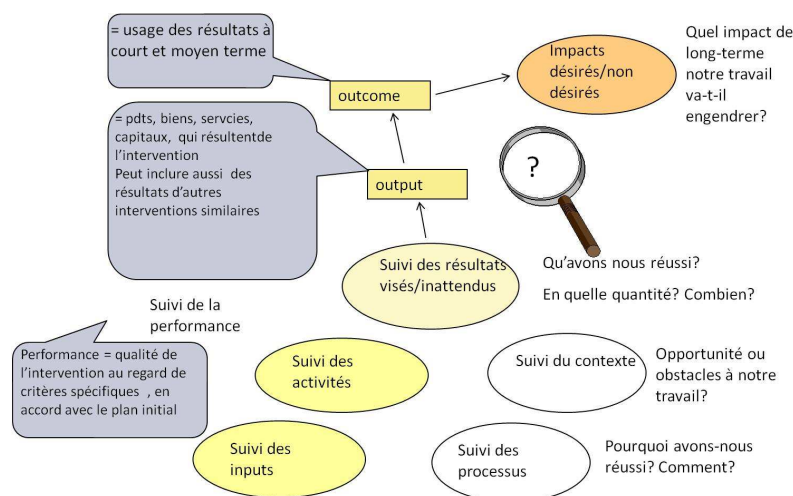 = usage des résultats à
court et moyen terme
Impacts
désirés/non
désirés
Quel impact de
long-terme
notre travail
va-t-il
engendrer?
outcome
= pdts, biens, servcies,
capitaux, qui résultentde
l'intervention
Peut inclure aussi des
résultats d'autres
interventions similaires
?
output
Suivi des résultats
visés/inattendus
Qu'avons nous réussi?
En quelle quantité? Combien?
Suivi de la
performance
Performance = qualité de
l'intervention au regard de
critères spécifiques , en
accord avec le plan initial
Suivi des
activités
Suivi du contexte
Opportunité ou
obstacles à notre
travail?
Suivi des
inputs
Suivi des
processus
Pourquoi avons-nous
réussi? Comment?